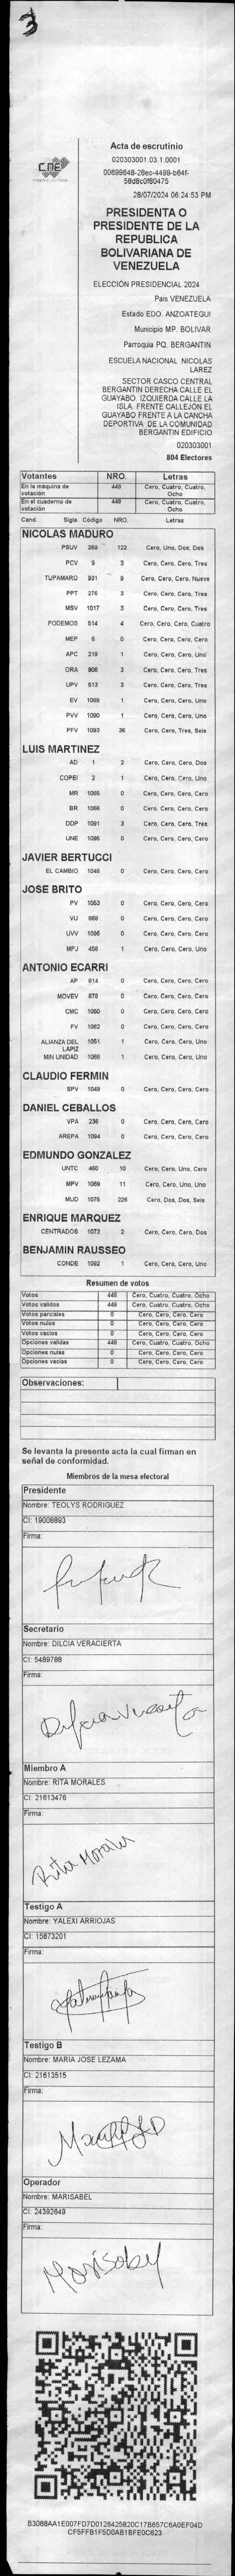 3
CNE
Acta de escrutinio
020303001.03.1.0001
28/07/2024 06:24:53 PM
PRESIDENTA O
PRESIDENTE DE LA
REPUBLICA
BOLIVARIANA DE
VENEZUELA
ELECCIÓN PRESIDENCIAL 2024
Pais VENEZUELA
Estado EDO. ANZOATEGUI
Municipio MP. BOLIVAR
Parroquia PQ. BERGANTIN
ESCUELA NACIONAL NICOLAS
LAREZ
SECTOR CASCO CENTRAL
BERGANTIN DERECHA CALLE EL
GUAYABO. IZQUIERDA CALLE LA
ISLA. FRENTE CALLEJÓN EL
GUAYABO FRENTE A LA CANCHA
DEPORTIVA DE LA COMUNIDAD
BERGANTIN EDIFICIO
020303001
804 Electores
Votantes NRO. Letras
En la máquina de votación 448 Cero, Cuatro, Cuatro, Ocho
En el cuaderno de votación 448 Cero, Cuatro, Cuatro, Ocho
Cand. Sigla Código NRO. Letras
NICOLAS MADURO
PSUV 269 122 Cero, Uno, Dos, Dos
PCV 9 3 Cero, Cero, Cero, Tres
TUPAMARO 931 9 Cero, Cero, Cero, Nueve
PPT 276 3 Cero, Cero, Cero, Tres
MSV 1017 3 Cero, Cero, Cero, Tres
PODEMOS 514 4 Cero, Cero, Cero, Cuatro
MEP 6 0 Cero, Cero, Cero, Cero
APC 219 1 Cero, Cero, Cero, Uno
ORA 906 3 Cero, Cero, Cero, Tres
UPV 513 3 Cero, Cero, Cero, Tres
EV 1089 1 Cero, Cero, Cero, Uno
PVV 1090 1 Cero, Cero, Cero, Uno
PFV 1093 36 Cero, Cero, Tres, Seis
LUIS MARTINEZ
AD 1 2 Cero, Cero, Cero, Dos
COPEI 2 1 Cero, Cero, Cero, Uno
MR 1065 0 Cero, Cero, Cero, Cero
BR 1066 0 Cero, Cero, Cero, Cero
DDP 1091 3 Cero, Cero, Cero, Tres
UNE 1095 0 Cero, Cero, Cero, Cero
JAVIER BERTUCCI
EL CAMBIO 1048 0 Cero, Cero, Cero, Cero
JOSE BRITO
PV 1053 0 Cero, Cero, Cero, Cero
VU 868 0 Cero, Cero, Cero, Cero
UVV 1096 0 Cero, Cero, Cero, Cero
MPJ 458 1 Cero, Cero, Cero, Uno
ANTONIO ECARRI
AP 814 0 Cero, Cero, Cero, Cero
MOVEV 878 0 Cero, Cero, Cero, Cero
CMC 1050 0 Cero, Cero, Cero, Cero
FV 1062 0 Cero, Cero, Cero, Cero
ALIANZA DEL LAPIZ 1051 1 Cero, Cero, Cero, Uno
MIN UNIDAD 1068 1 Cero, Cero, Cero, Uno
CLAUDIO FERMIN
SPV 1049 0 Cero, Cero, Cero, Cero
DANIEL CEBALLOS
VPA 236 0 Cero, Cero, Cero, Cero
AREPA 1094 0 Cero, Cero, Cero, Cero
EDMUNDO GONZALEZ
UNTC 460 10 Cero, Cero, Uno, Cero
MPV 1069 11 Cero, Cero, Uno, Uno
MUD 1075 226 Cero, Dos, Dos, Seis
ENRIQUE MARQUEZ
CENTRADOS 1073 2 Cero, Cero, Cero, Dos
BENJAMIN RAUSSEO
CONDE 1092 1 Cero, Cero, Cero, Uno
Resumen de votos
Votos 448 Cero, Cuatro, Cuatro, Ocho
Votos validos 448 Cero, Cuatro, Cuatro, Ocho
Votos parciales 0 Cero, Cero, Cero, Cero
Votos nulos 0 Cero, Cero, Cero, Cero
Votos vacios 0 Cero, Cero, Cero, Cero
Opciones validas 448 Cero, Cuatro, Cuatro, Ocho
Opciones nulas 0 Cero, Cero, Cero, Cero
Opciones vacias 0 Cero, Cero, Cero, Cero
Observaciones:
Se levanta la presente acta la cual firman en
señal de conformidad.
Miembros de la mesa electoral
Presidente
Nombre: TEOLYS RODRIGUEZ
CI: 19008893
Firma:
Secretario
Nombre: DILCIA VERACIERTA
CI: 5489788
Firma:
Miembro A
Nombre: RITA MORALES
CI: 21613476
Firma:
Rita Morales
Testigo A
Nombre: YALEXI ARRIOJAS
CI: 15873201
Firma:
Testigo B
Nombre: MARIA JOSE LEZAMA
CI: 21613515
Firma:
Operador
Nombre: MARISABEL
CI: 24392649
Firma:
Marisabel
B3088AA1E007FD7D0126425820C17B657C6A0EF04D
CF5FFB1F5D0AB1BFE0C623